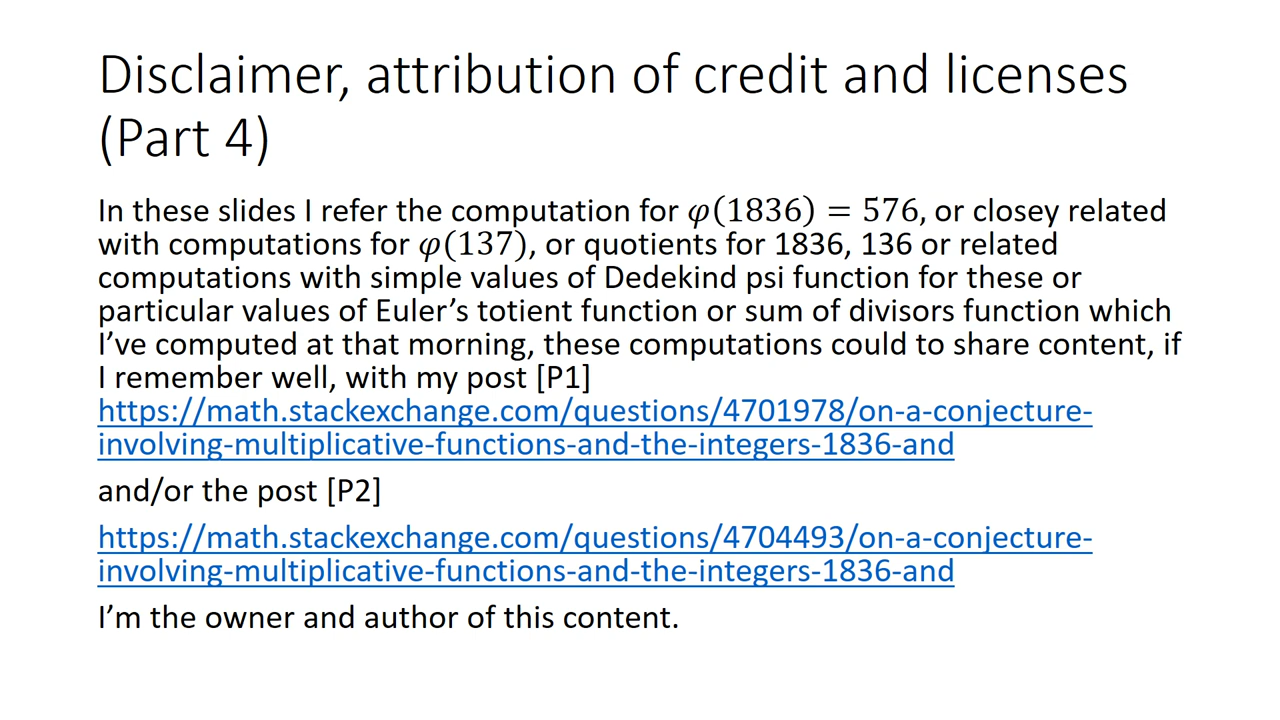 Disclaimer, attribution of credit and licenses
(Part 4)
In these slides I refer the computation for φ(1836) = 576, or closey related
with computations for φ(137), or quotients for 1836, 136 or related
computations with simple values of Dedekind psi function for these or
particular values of Euler’s totient function or sum of divisors function which
I’ve computed at that morning, these computations could to share content, if
I remember well, with my post [P1]
https://math.stackexchange.com/questions/4701978/on-a-conjecture-
involving-multiplicative-functions-and-the-integers-1836-and
and/or the post [P2]
https://math.stackexchange.com/questions/4704493/on-a-conjecture-
involving-multiplicative-functions-and-the-integers-1836-and
I’m the owner and author of this content.